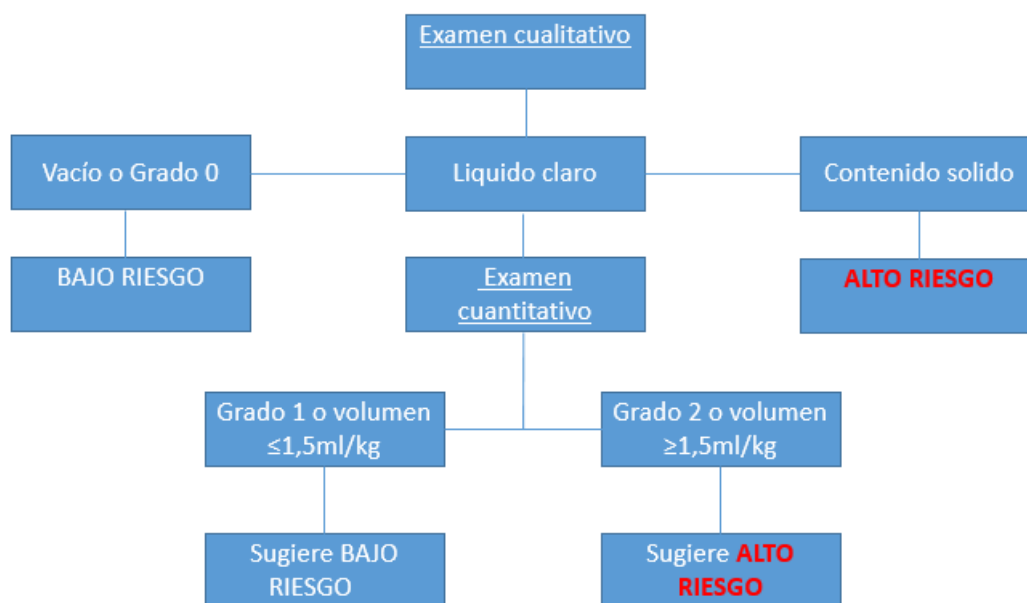 Examen cualitativo
Vacío o Grado 0
Liquido claro
Contenido solido
BAJO RIESGO
Examen
cuantitativo
ALTO RIESGO
Grado 1 o volumen
≤1,5ml/kg
Grado 2 o volumen
≥1,5ml/kg
Sugiere BAJO
RIESGO
Sugiere ALTO
RIESGO